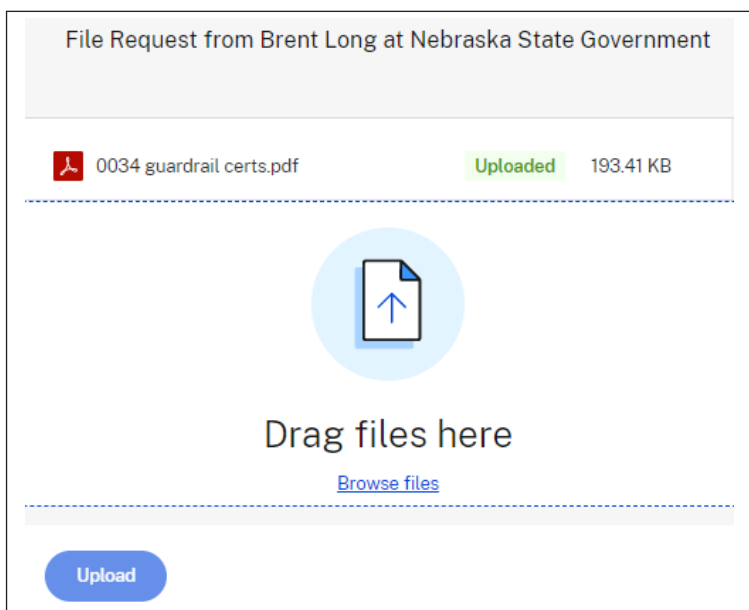 File Request from Brent Long at Nebraska State Government
0034 guardrail certs.pdf Uploaded 193.41 KB
Drag files here
Browse files
Upload